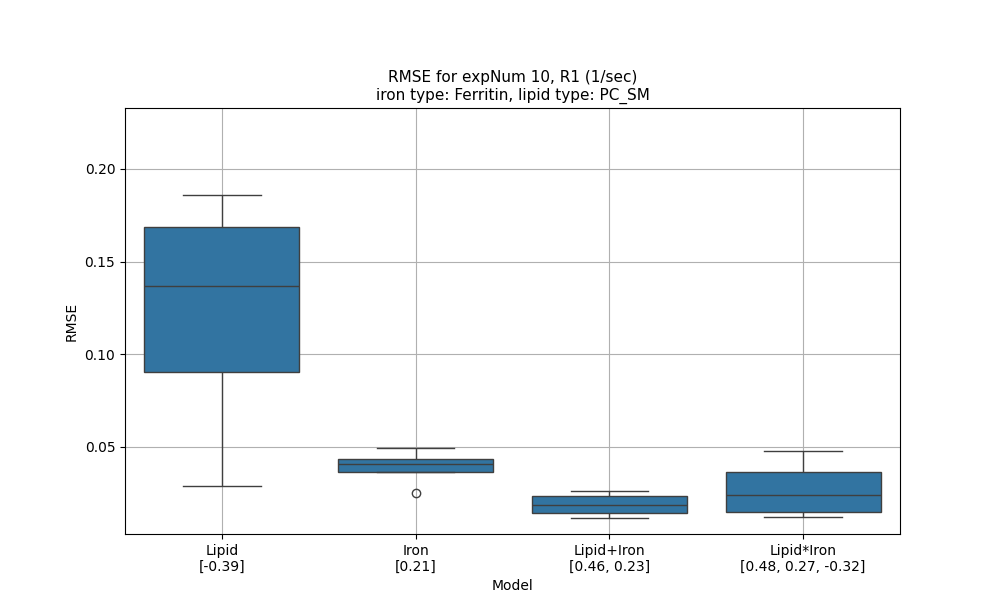 RMSE for expNum 10, R1 (1/sec)
iron type: Ferritin, lipid type: PC_SM
0.20
0.15
0.10
0.05
RMSE
Lipid
[-0.39]
Iron
[0.21]
Lipid+Iron
[0.46, 0.23]
Lipid*Iron
[0.48, 0.27, -0.32]
Model